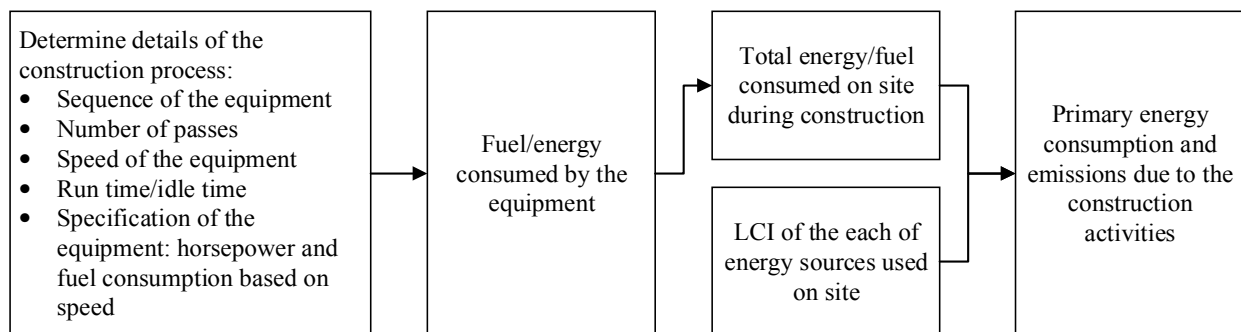 Determine details of the
construction process:
• Sequence of the equipment
• Number of passes
• Speed of the equipment
• Run time/idle time
• Specification of the
equipment: horsepower and
fuel consumption based on
speed
Fuel/energy
consumed by the
equipment
Total energy/fuel
consumed on site
during construction
LCI of the each of
energy sources used
on site
Primary energy
consumption and
emissions due to the
construction
activities